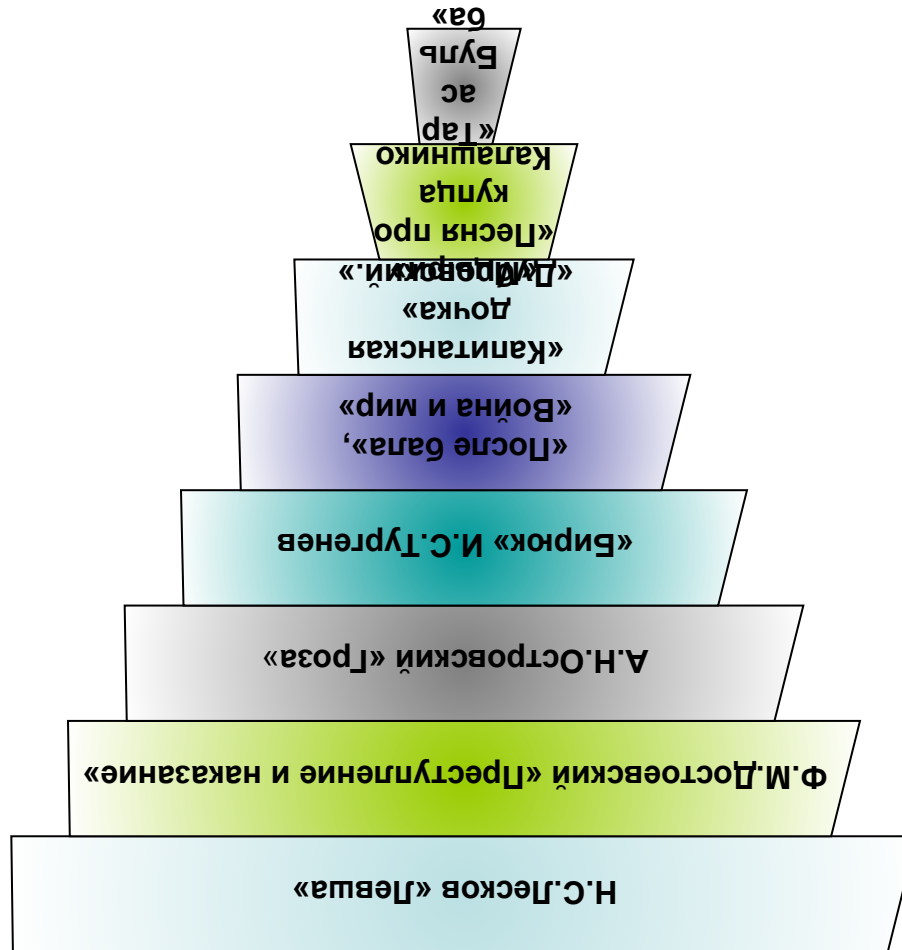 Н.С.Лесков «Левша»
Ф.М.Достоевский «Преступление и наказание»
А.Н.Островский «Гроза»
«Бирюк» И.С.Тургенев
«После бала»,
«Война и мир»
«Капитанская
дочка»
«Дубровский».
«Мцыри»
«Песня про
купца
Калашнико
«Тар
ас
Буль
ба»